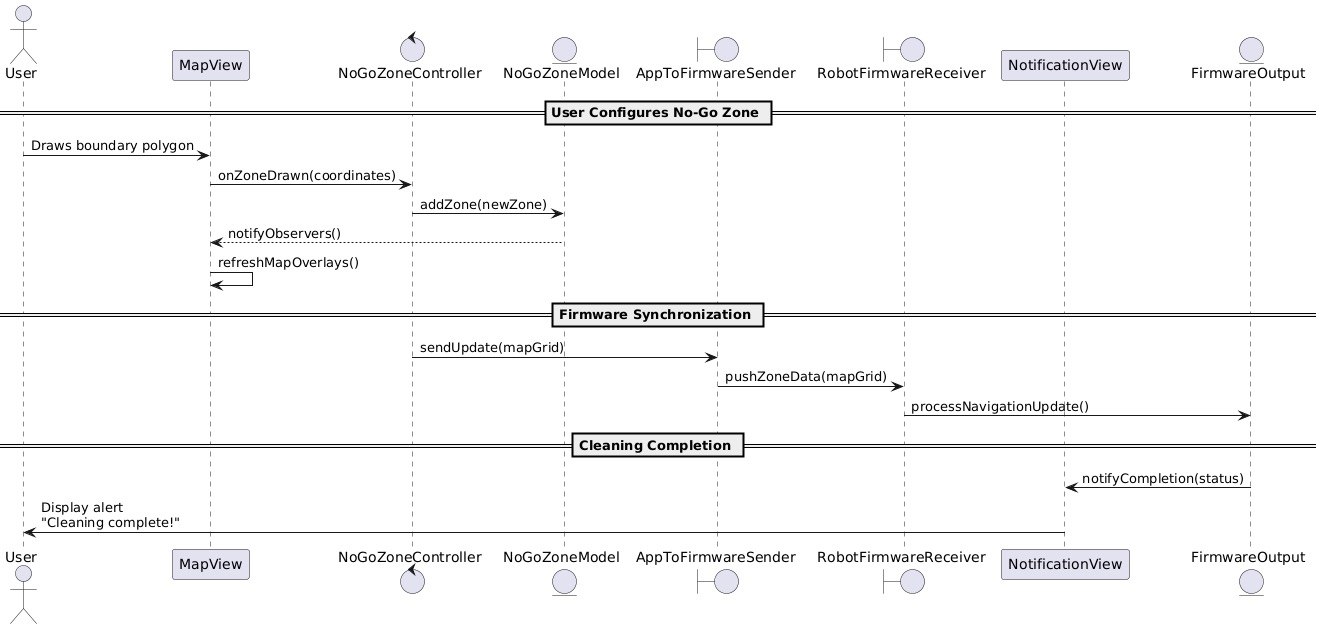 User
MapView
NoGoZoneController
NoGoZoneModel
AppToFirmwareSender
RobotFirmwareReceiver
NotificationView
FirmwareOutput
User Configures No-Go Zone
Draws boundary polygon
onZoneDrawn(coordinates)
addZone(newZone)
notifyObservers()
refreshMapOverlays()
Firmware Synchronization
sendUpdate(mapGrid)
pushZoneData(mapGrid)
processNavigationUpdate()
Cleaning Completion
notifyCompletion(status)
Display alert
"Cleaning complete!"
User
MapView
NoGoZoneController
NoGoZoneModel
AppToFirmwareSender
RobotFirmwareReceiver
NotificationView
FirmwareOutput